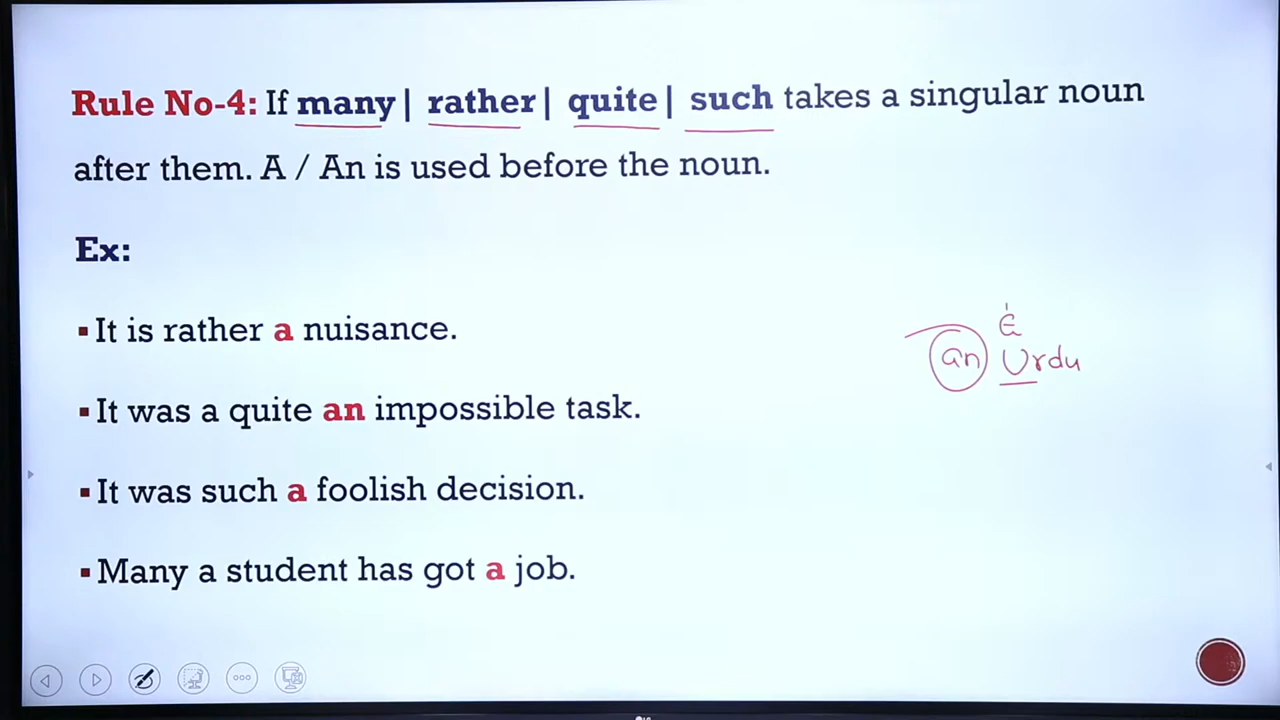 Rule No-4: If many| rather| quite| such takes a singular noun
after them. A / An is used before the noun.
Ex:
▪It is rather a nuisance.
▪It was a quite an impossible task.
▪It was such a foolish decision.
▪Many a student has got a job.
an Urdu